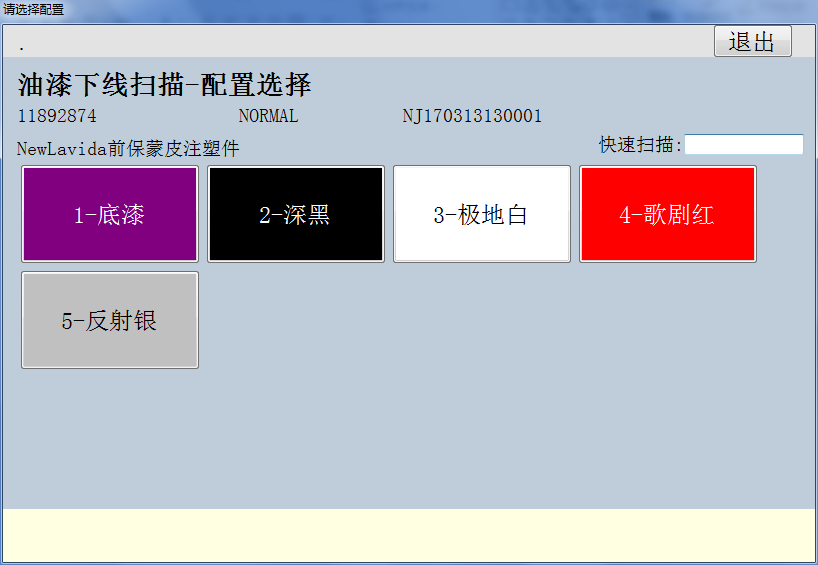 请选择配置
.
退出
油漆下线扫描-配置选择
11892874 NORMAL NJ170313130001
NewLavida前保蒙皮注塑件 快速扫描:
1-底漆 2-深黑 3-极地白 4-歌剧红
5-反射银